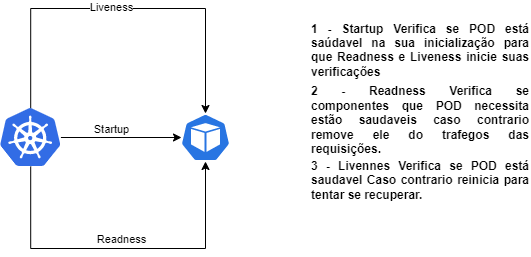 Liveness
Startup
Readness
1 - Startup Verifica se POD está
saúdavel na sua inicialização para
que Readness e Liveness inicie suas
verificações
2 - Readness Verifica se
componentes que POD necessita
estão saudaveis caso contrario
remove ele do trafegos das
requisições.
3 - Livennes Verifica se POD está
saudavel Caso contrario reinicia para
tentar se recuperar.